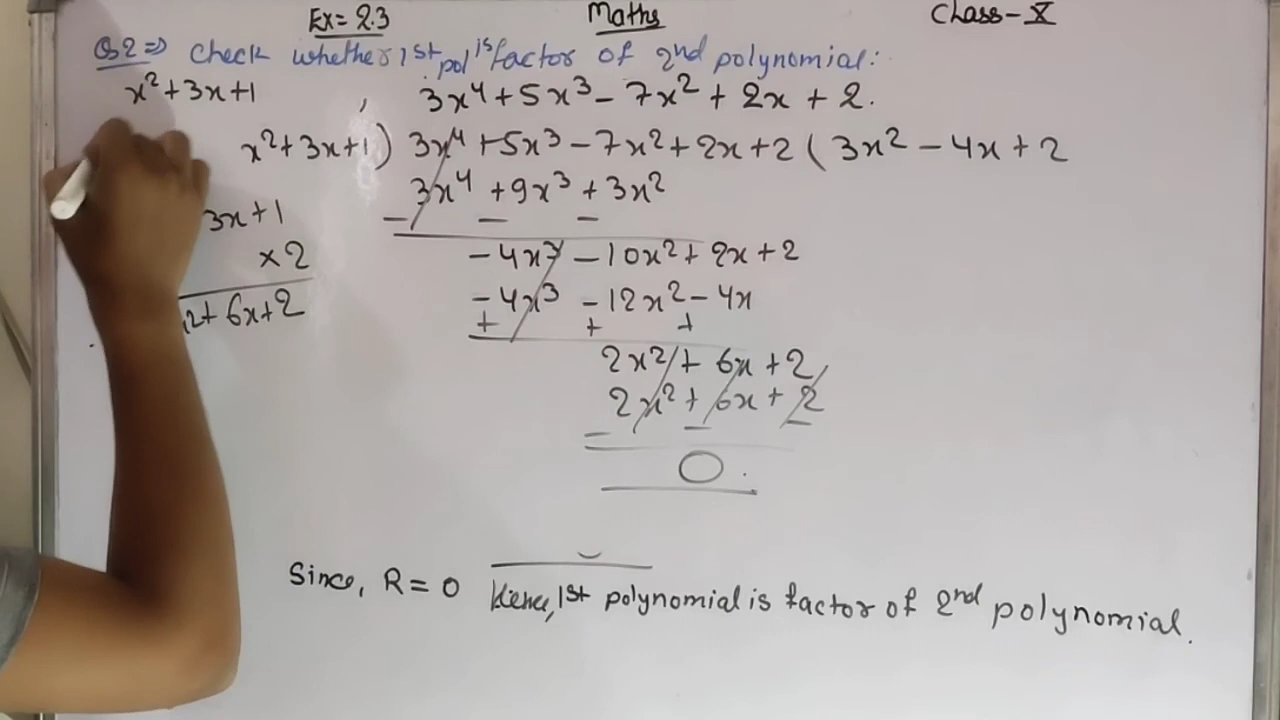 Ex= 2.3 Maths Class-X
Q2⇒ Check whether 1st pol is factor of 2nd polynomial:
x²+3x+1 , 3x⁴+5x³-7x²+2x+2.
x²+3x+1) 3x⁴+5x³-7x²+2x+2 (3x²-4x+2
3x⁴+9x³+3x²
- - -
3x+1
×2
-4x³-10x²+2x+2
-4x³-12x²-4x
+ + +
x²+6x+2
2x²+6x+2
2x²+6x+2
- - -
0.
Since, R=0 Hence, 1st polynomial is factor of 2nd polynomial.